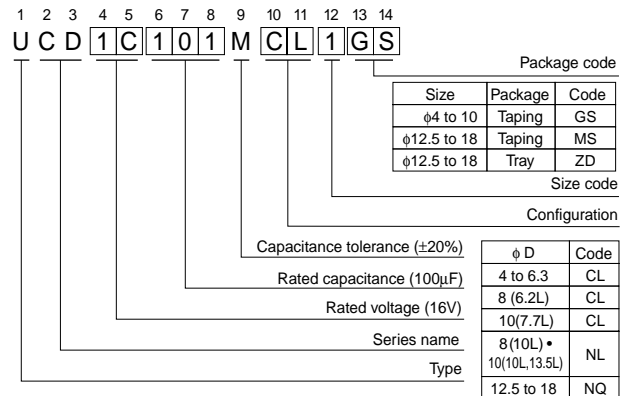 1 2 3 4 5 6 7 8 9 10 11 12 13 14
U C D 1 C 1 0 1 M C L 1 G S
Package code
Size Package Code
ϕ4 to 10 Taping GS
ϕ12.5 to 18 Taping MS
ϕ12.5 to 18 Tray ZD
Size code
Configuration
Capacitance tolerance (±20%)
Rated capacitance (100μF)
Rated voltage (16V)
Series name
Type
ϕ D Code
4 to 6.3 CL
8 (6.2L) CL
10(7.7L) CL
8(10L) •
10(10L,13.5L) NL
12.5 to 18 NQ